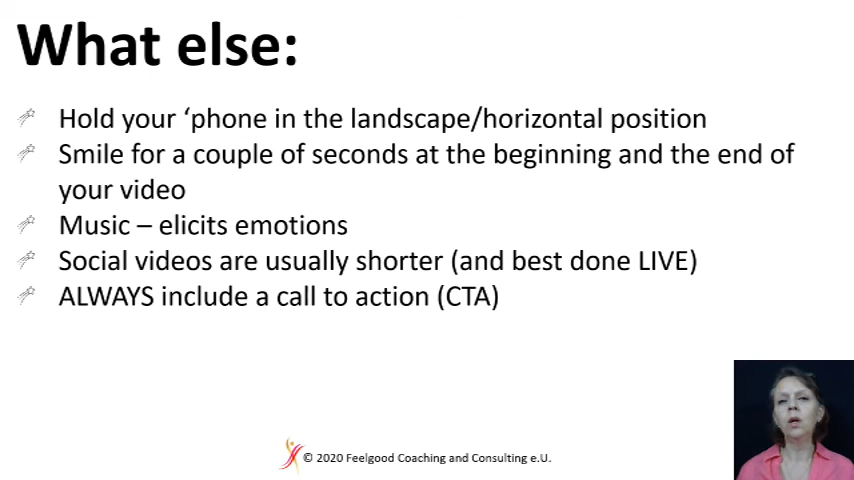 What else:
Hold your ‘phone in the landscape/horizontal position
Smile for a couple of seconds at the beginning and the end of
your video
Music – elicits emotions
Social videos are usually shorter (and best done LIVE)
ALWAYS include a call to action (CTA)
© 2020 Feelgood Coaching and Consulting e.U.